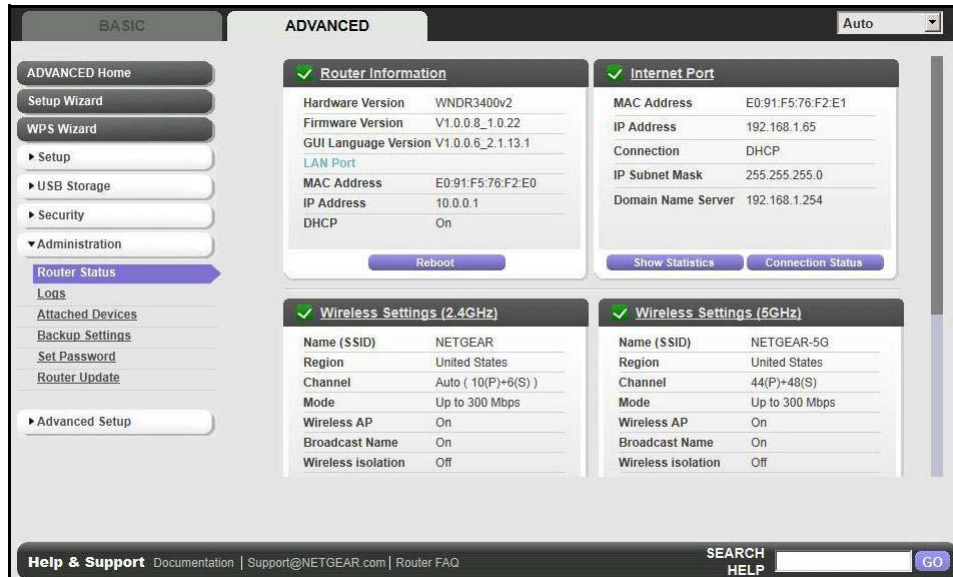 BASIC
ADVANCED
Auto
ADVANCED Home
Setup Wizard
WPS Wizard
Setup
USB Storage
Security
Administration
Router Status
Logs
Attached Devices
Backup Settings
Set Password
Router Update
Advanced Setup
Router Information
Hardware Version WNDR3400v2
Firmware Version V1.0.0.8_1.0.22
GUI Language Version V1.0.0.6_2.1.13.1
LAN Port
MAC Address E0:91:F5:76:F2:E0
IP Address 10.0.0.1
DHCP On
Reboot
Internet Port
MAC Address E0:91:F5:76:F2:E1
IP Address 192.168.1.65
Connection DHCP
IP Subnet Mask 255.255.255.0
Domain Name Server 192.168.1.254
Show Statistics Connection Status
Wireless Settings (2.4GHz)
Name (SSID) NETGEAR
Region United States
Channel Auto ( 10(P)+6(S) )
Mode Up to 300 Mbps
Wireless AP On
Broadcast Name On
Wireless isolation Off
Wireless Settings (5GHz)
Name (SSID) NETGEAR-5G
Region United States
Channel 44(P)+48(S)
Mode Up to 300 Mbps
Wireless AP On
Broadcast Name On
Wireless isolation Off
Help & Support Documentation | Support@NETGEAR.com | Router FAQ
SEARCH
HELP
GO